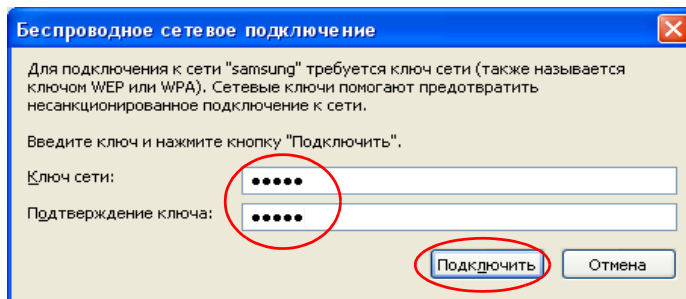 Беспроводное сетевое подключение
Для подключения к сети "samsung" требуется ключ сети (также называется
ключом WEP или WPA). Сетевые ключи помогают предотвратить
несанкционированное подключение к сети.
Введите ключ и нажмите кнопку "Подключить".
Ключ сети: •••••
Подтверждение ключа: •••••
Подключить Отмена